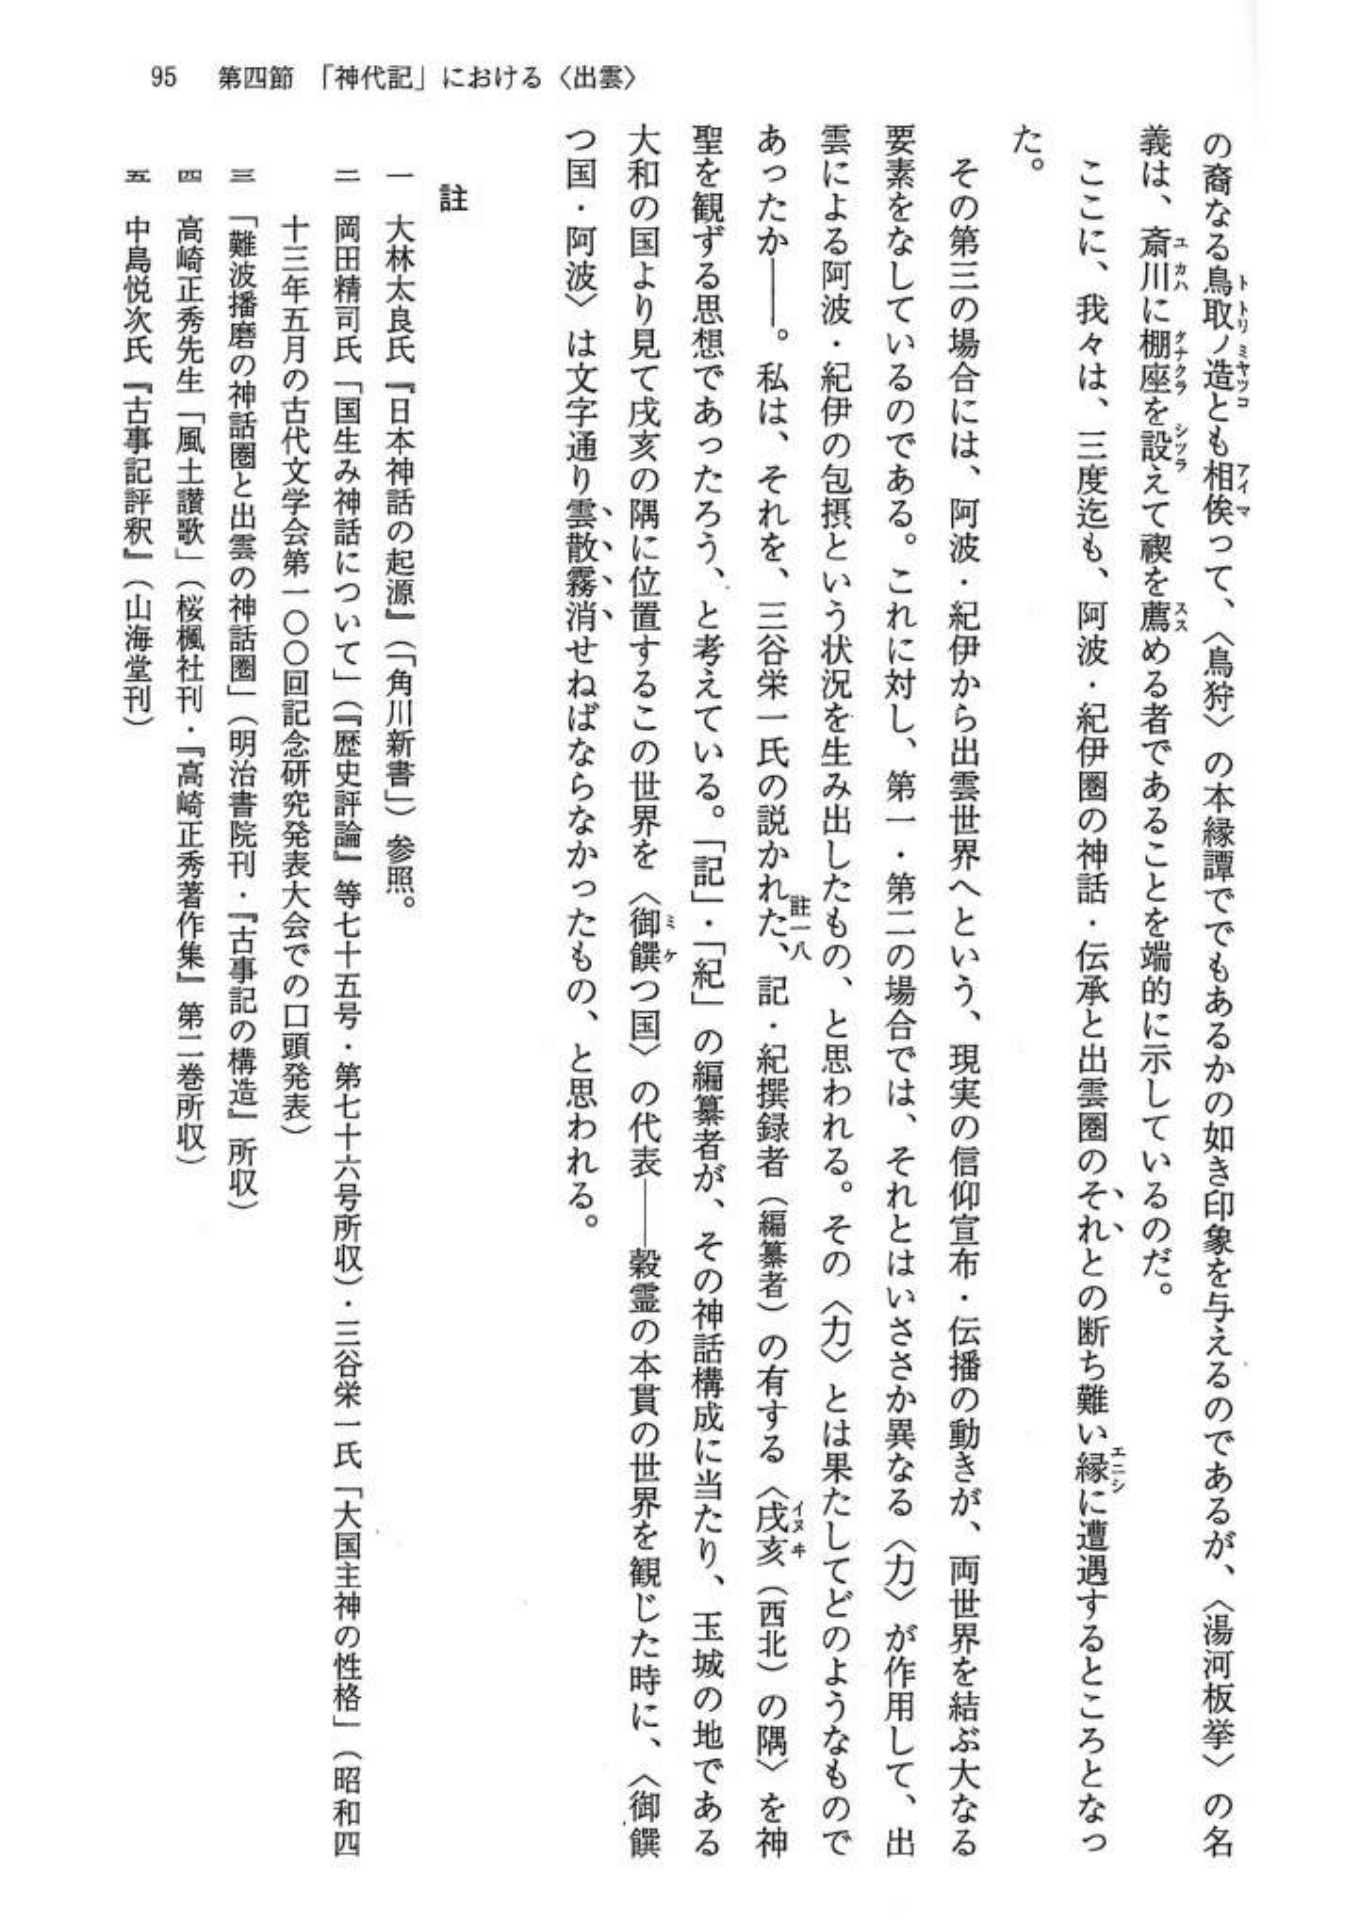 95　第四節　「神代記」における〈出雲〉
の裔なる鳥取ノ造とも相俟って、〈鳥狩〉の本縁譚ででもあるかの如き印象を与えるのであるが、〈湯河板挙〉の名
義は、斎川に棚座を設えて禊を薦める者であることを端的に示しているのだ。
　ここに、我々は、三度迄も、阿波・紀伊圏の神話・伝承と出雲圏のそれとの断ち難い縁に遭遇するところとなっ
た。
　その第三の場合には、阿波・紀伊から出雲世界へという、現実の信仰宣布・伝播の動きが、両世界を結ぶ大なる
要素をなしているのである。これに対し、第一・第二の場合では、それとはいささか異なる〈力〉が作用して、出
雲による阿波・紀伊の包摂という状況を生み出したもの、と思われる。その〈力〉とは果たしてどのようなもので
あったか――。私は、それを、三谷栄一氏の説かれた、註一八記・紀撰録者（編纂者）の有する〈戌亥（西北）の隅〉を神
聖を観ずる思想であったろう、と考えている。「記」・「紀」の編纂者が、その神話構成に当たり、玉城の地である
大和の国より見て戌亥の隅に位置するこの世界を〈御饌つ国〉の代表――穀霊の本貫の世界を観じた時に、〈御饌
つ国・阿波〉は文字通り雲散霧消せねばならなかったもの、と思われる。
註
一　大林太良氏『日本神話の起源』（「角川新書」）参照。
二　岡田精司氏「国生み神話について」（『歴史評論』等七十五号・第七十六号所収）・三谷栄一氏「大国主神の性格」（昭和四
十三年五月の古代文学会第一〇〇回記念研究発表大会での口頭発表）
三　「難波播磨の神話圏と出雲の神話圏」（明治書院刊・『古事記の構造』所収）
四　高崎正秀先生「風土讃歌」（桜楓社刊・『高崎正秀著作集』第二巻所収）
五　中島悦次氏『古事記評釈』（山海堂刊）